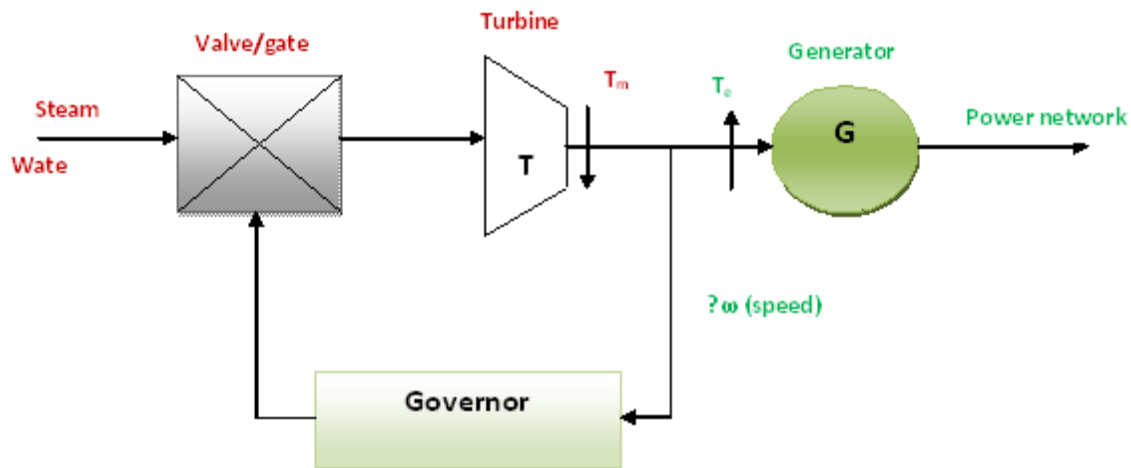 Turbine
Valve/gate
Generator
Steam
Tm
Te
Power network
G
Wate
T
?ω (speed)
Governor